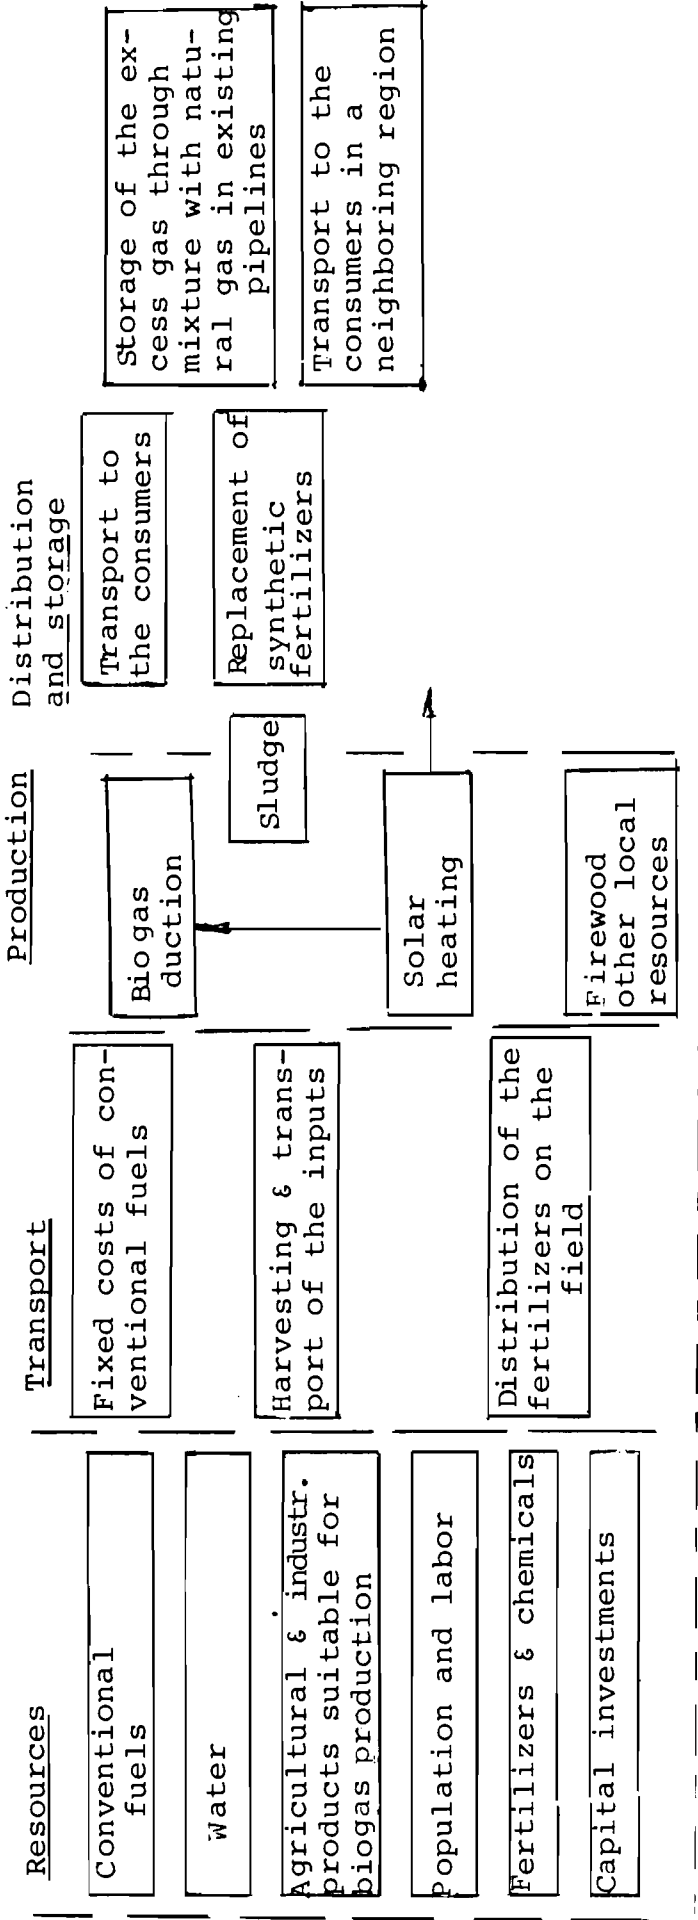 Resources
Conventional
fuels
Water
Agricultural & industr.
products suitable for
biogas production
Population and labor
Fertilizers & chemicals
Capital investments
Transport
Fixed costs of con-
ventional fuels
Harvesting & trans-
port of the inputs
Distribution of the
fertilizers on the
field
Production
Biogas
duction
Sludge
Solar
heating
Firewood
other local
resources
Distribution
and storage
Transport to
the consumers
Replacement of
synthetic
fertilizers
Storage of the ex-
cess gas through
mixture with natu-
ral gas in existing
pipelines
Transport to the
consumers in a
neighboring region